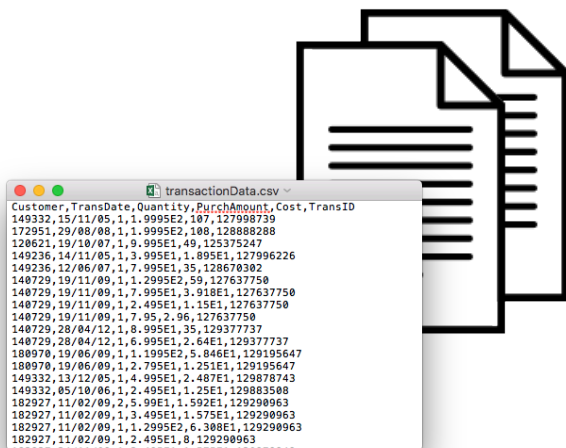 transactionData.csv
Customer,TransDate,Quantity,PurchAmount,Cost,TransID
149332,15/11/05,1,1.9995E2,107,127998739
172951,29/08/08,1,1.9995E2,108,128888288
120621,19/10/07,1,9.995E1,49,125375247
149236,14/11/05,1,3.995E1,1.895E1,127996226
149236,12/06/07,1,7.995E1,35,128670302
140729,19/11/09,1,1.2995E2,59,127637750
140729,19/11/09,1,7.995E1,3.918E1,127637750
140729,19/11/09,1,2.495E1,1.15E1,127637750
140729,19/11/09,1,7.95,2.96,127637750
140729,28/04/12,1,8.995E1,35,129377737
140729,28/04/12,1,6.995E1,2.64E1,129377737
180970,19/06/09,1,1.1995E2,5.846E1,129195647
180970,19/06/09,1,2.795E1,1.251E1,129195647
149332,13/12/05,1,4.995E1,2.487E1,129878743
149332,05/10/06,1,2.495E1,1.25E1,129883508
182927,11/02/09,2,5.99E1,1.592E1,129290963
182927,11/02/09,1,3.495E1,1.575E1,129290963
182927,11/02/09,1,1.2995E2,6.308E1,129290963
182927,11/02/09,1,2.495E1,8,129290963